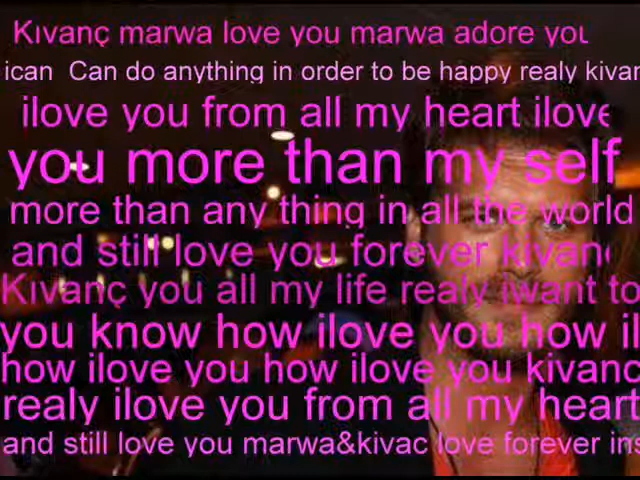 Kıvanç marwa love you marwa adore you
ican Can do anything in order to be happy realy kivan
ilove you from all my heart ilove
you more than my self
more than any thing in all the world
and still love you forever kivanc
Kıvanç you all my life realy iwant to
you know how ilove you how il
how ilove you how ilove you kivanc
realy ilove you from all my heart
and still love you marwa&kivac love forever ins